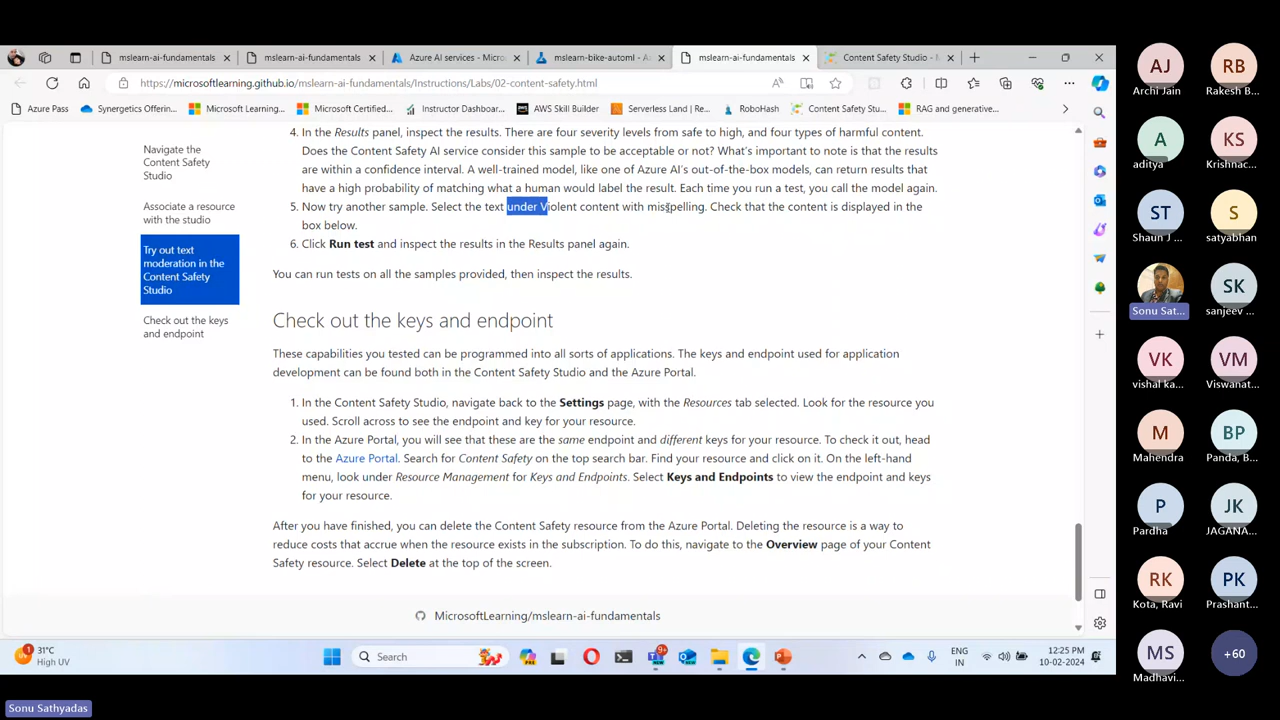 mslearn-ai-fundamentals
mslearn-ai-fundamentals
Azure AI services - Micro
mslearn-bike-automl - A
mslearn-ai-fundamentals
Content Safety Studio -
https://microsoftlearning.github.io/mslearn-ai-fundamentals/Instructions/Labs/02-content-safety.html
Azure Pass
Synergetics Offering...
Microsoft Learning...
Microsoft Certified...
Instructor Dashboar...
AWS Skill Builder
Serverless Land | Re...
RoboHash
Content Safety Stu...
RAG and generative...
Navigate the
Content Safety
Studio
Associate a resource
with the studio
Try out text
moderation in the
Content Safety
Studio
Check out the keys
and endpoint
4. In the Results panel, inspect the results. There are four severity levels from safe to high, and four types of harmful content.
Does the Content Safety AI service consider this sample to be acceptable or not? What's important to note is that the results
are within a confidence interval. A well-trained model, like one of Azure AI's out-of-the-box models, can return results that
have a high probability of matching what a human would label the result. Each time you run a test, you call the model again.
5. Now try another sample. Select the text under Violent content with misspelling. Check that the content is displayed in the
box below.
6. Click Run test and inspect the results in the Results panel again.
You can run tests on all the samples provided, then inspect the results.
Check out the keys and endpoint
These capabilities you tested can be programmed into all sorts of applications. The keys and endpoint used for application
development can be found both in the Content Safety Studio and the Azure Portal.
1. In the Content Safety Studio, navigate back to the Settings page, with the Resources tab selected. Look for the resource you
used. Scroll across to see the endpoint and key for your resource.
2. In the Azure Portal, you will see that these are the same endpoint and different keys for your resource. To check it out, head
to the Azure Portal. Search for Content Safety on the top search bar. Find your resource and click on it. On the left-hand
menu, look under Resource Management for Keys and Endpoints. Select Keys and Endpoints to view the endpoint and keys
for your resource.
After you have finished, you can delete the Content Safety resource from the Azure Portal. Deleting the resource is a way to
reduce costs that accrue when the resource exists in the subscription. To do this, navigate to the Overview page of your Content
Safety resource. Select Delete at the top of the screen.
MicrosoftLearning/mslearn-ai-fundamentals
1
31°C
High UV
Search
9+
ENG
IN
12:25 PM
10-02-2024
Sonu Sathyadas
AJ
Archi Jain
RB
Rakesh B...
A
aditya
KS
Krishnac...
ST
Shaun J ...
S
satyabhan
Sonu Sat...
SK
sanjeev ...
VK
vishal ka...
VM
Viswanat...
M
Mahendra
BP
Panda, B...
P
Pardha
JK
JAGANA...
RK
Kota, Ravi
PK
Prashant...
MS
Madhavi...
+60